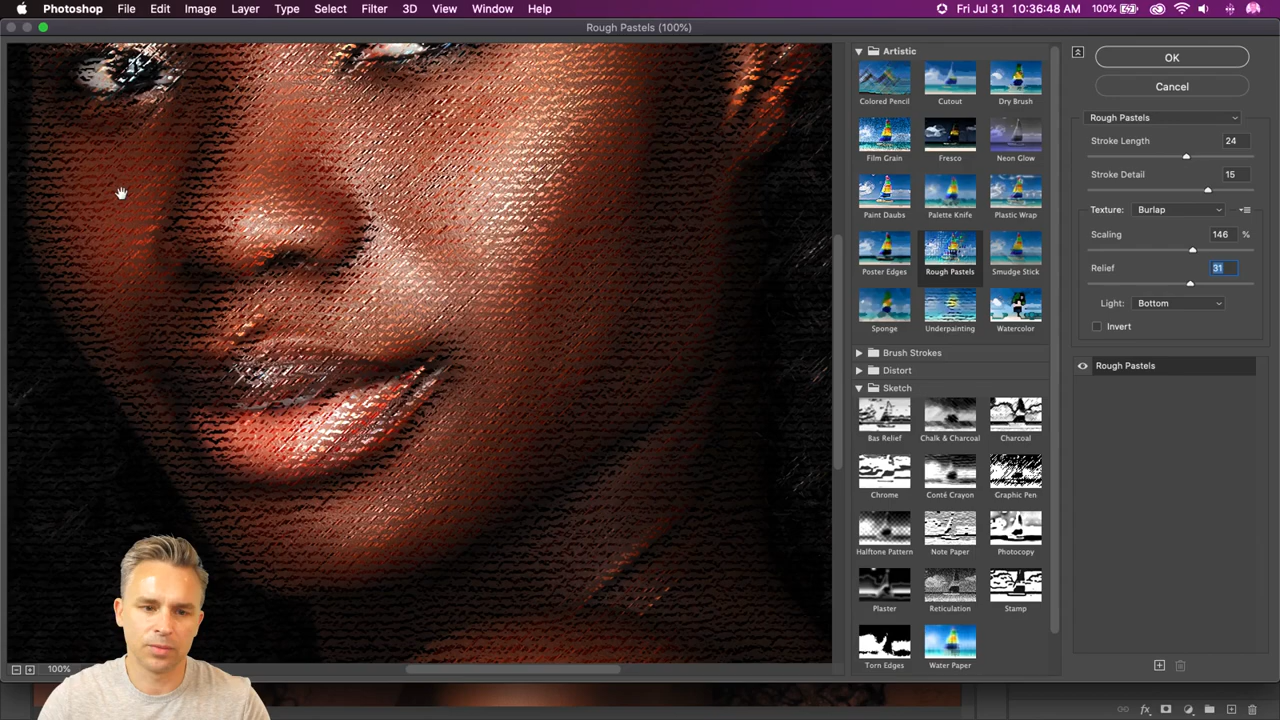 Photoshop File Edit Image Layer Type Select Filter 3D View Window Help 100% Fri Jul 31 10:36:48 AM
Rough Pastels (100%)
Artistic
Colored Pencil Cutout Dry Brush
Film Grain Fresco Neon Glow
Paint Daubs Palette Knife Plastic Wrap
Poster Edges Rough Pastels Smudge Stick
Sponge Underpainting Watercolor
Brush Strokes
Distort
Sketch
Bas Relief Chalk & Charcoal Charcoal
Chrome Conté Crayon Graphic Pen
Halftone Pattern Note Paper Photocopy
Plaster Reticulation Stamp
Torn Edges Water Paper
OK
Cancel
Rough Pastels
Stroke Length 24
Stroke Detail 15
Texture: Burlap
Scaling 146 %
Relief 31
Light: Bottom
Invert
Rough Pastels
100%
fx